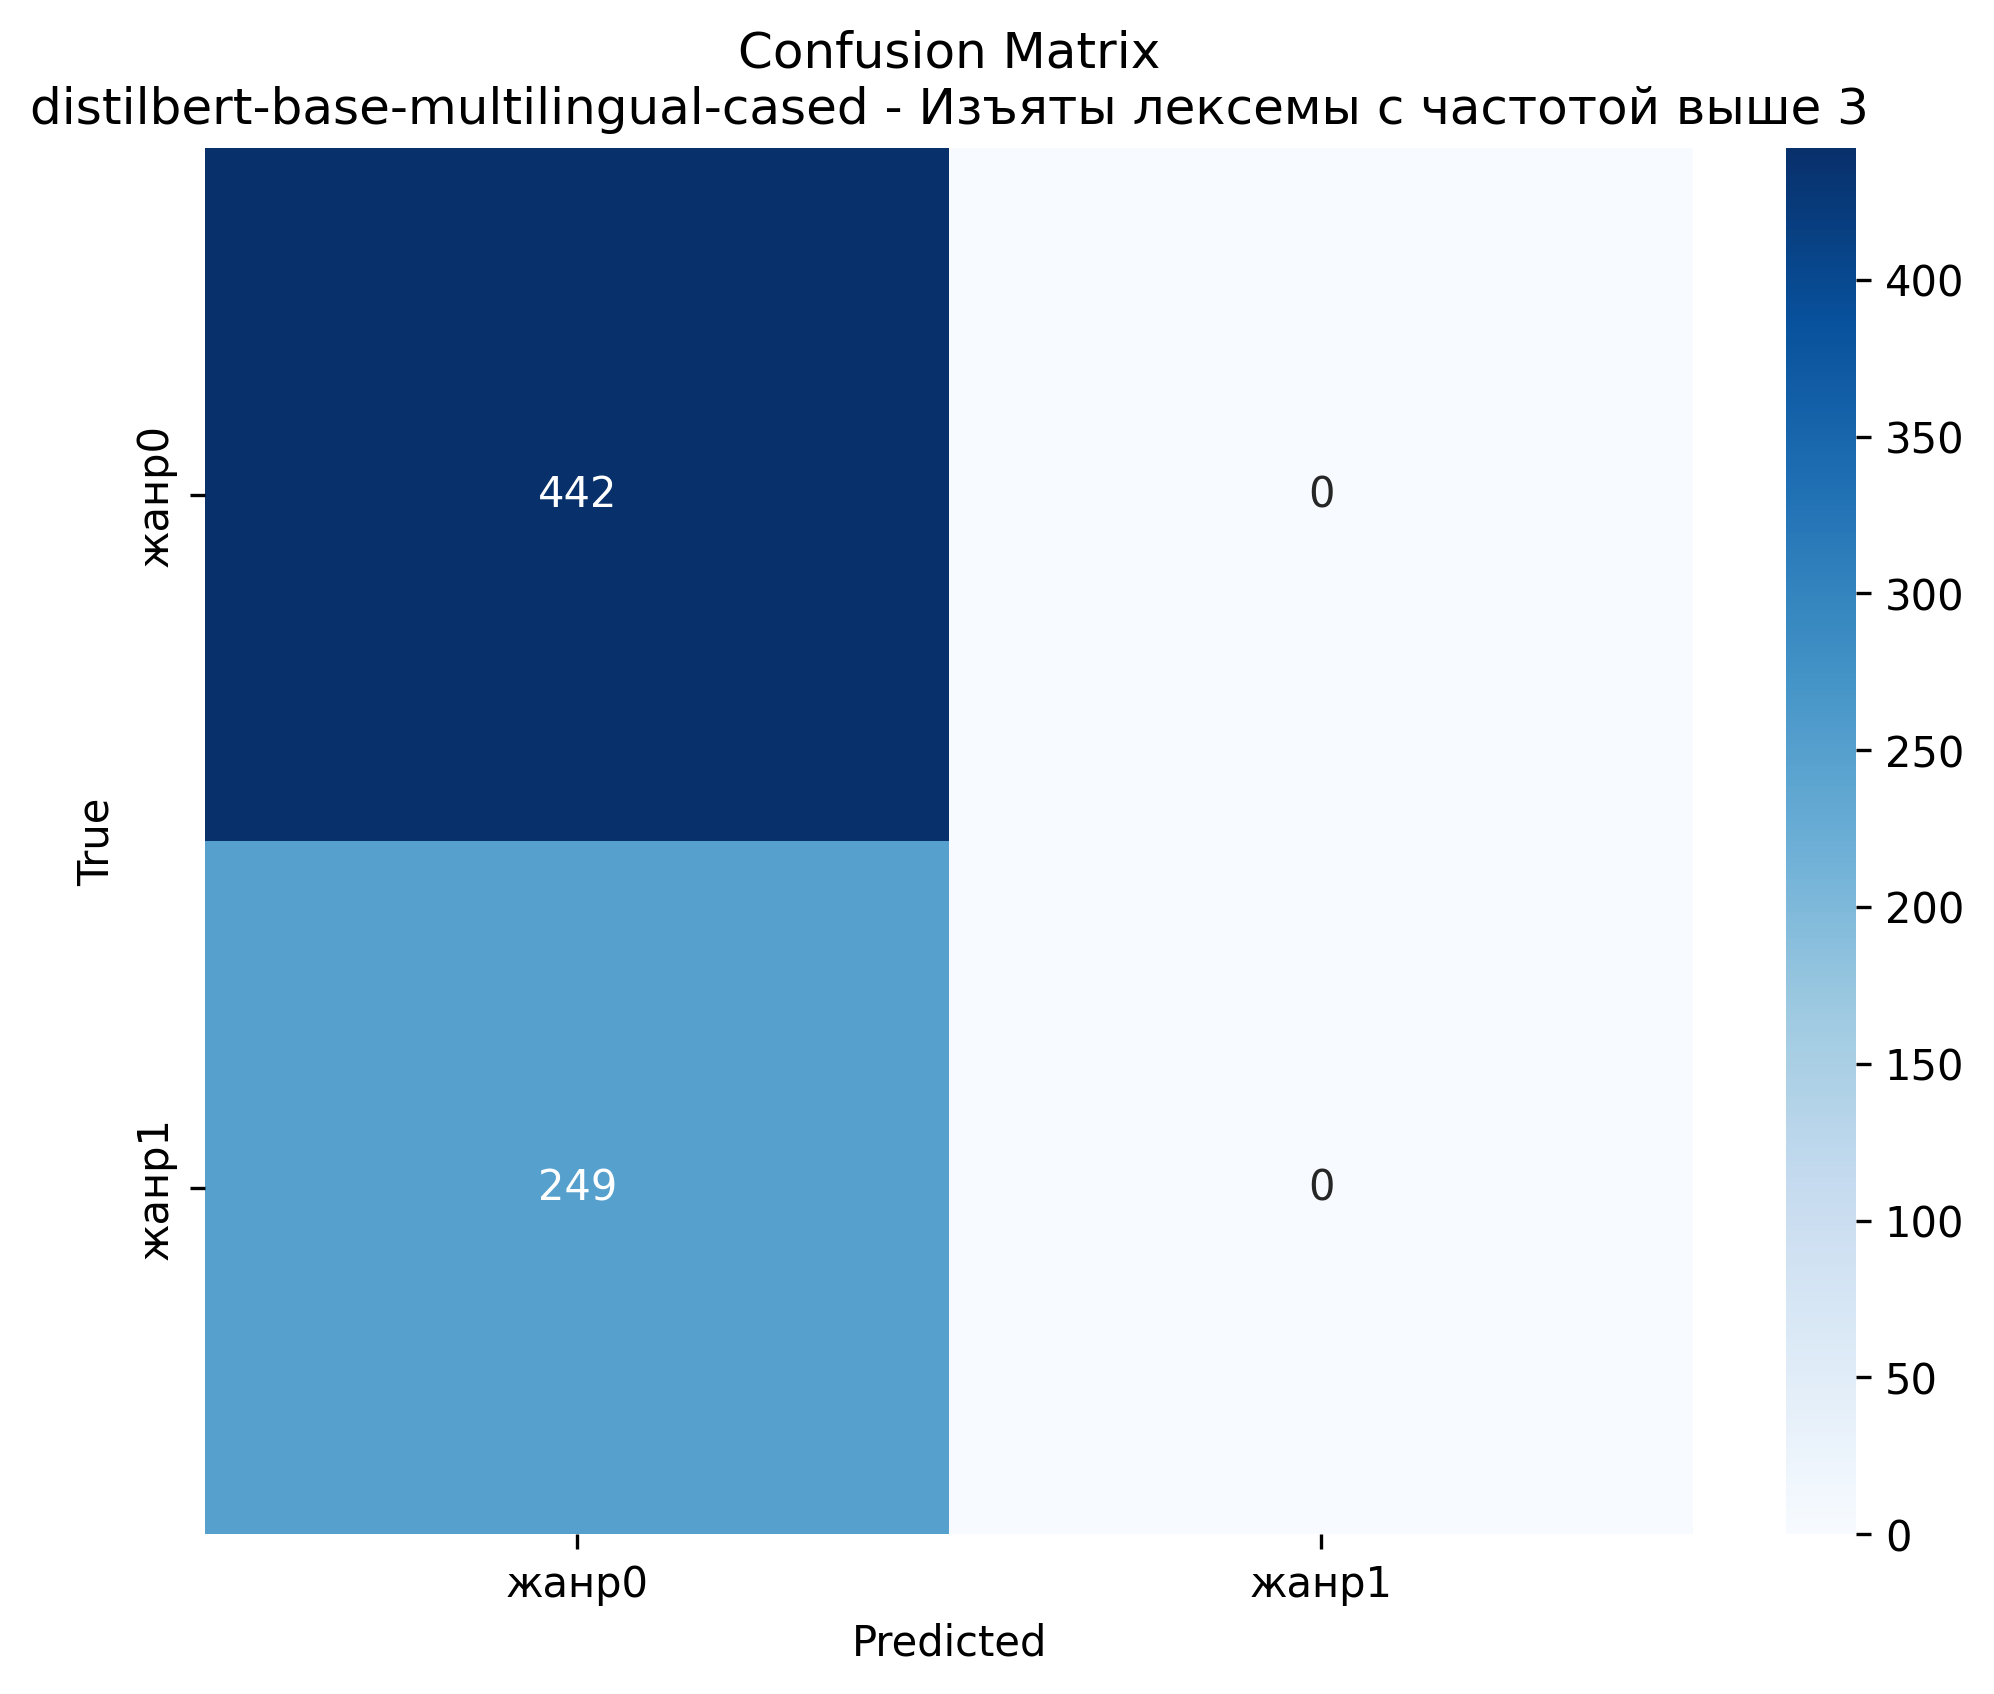 Confusion Matrix
distilbert-base-multilingual-cased - Изъяты лексемы с частотой выше 3
True
жанр0
442
0
жанр1
249
0
жанр0
жанр1
Predicted
400
350
300
250
200
150
100
50
0